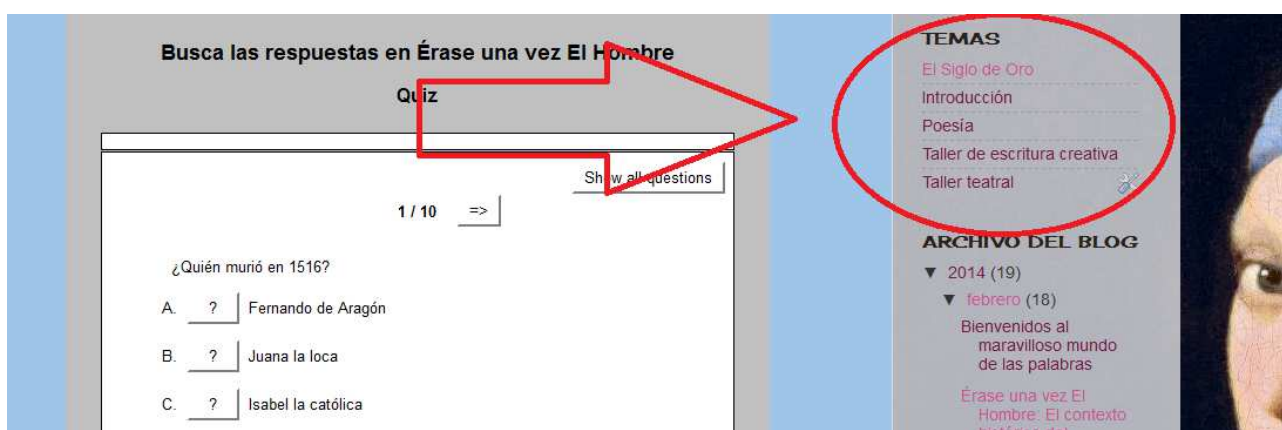 Busca las respuestas en Érase una vez El Hombre
Quiz
Show all questions
1 / 10 =>
¿Quién murió en 1516?
A. ? Fernando de Aragón
B. ? Juana la loca
C. ? Isabel la católica
TEMAS
El Siglo de Oro
Introducción
Poesía
Taller de escritura creativa
Taller teatral
ARCHIVO DEL BLOG
▼ 2014 (19)
▼ febrero (18)
Bienvenidos al
maravilloso mundo
de las palabras
Érase una vez El
Hombre: El contexto